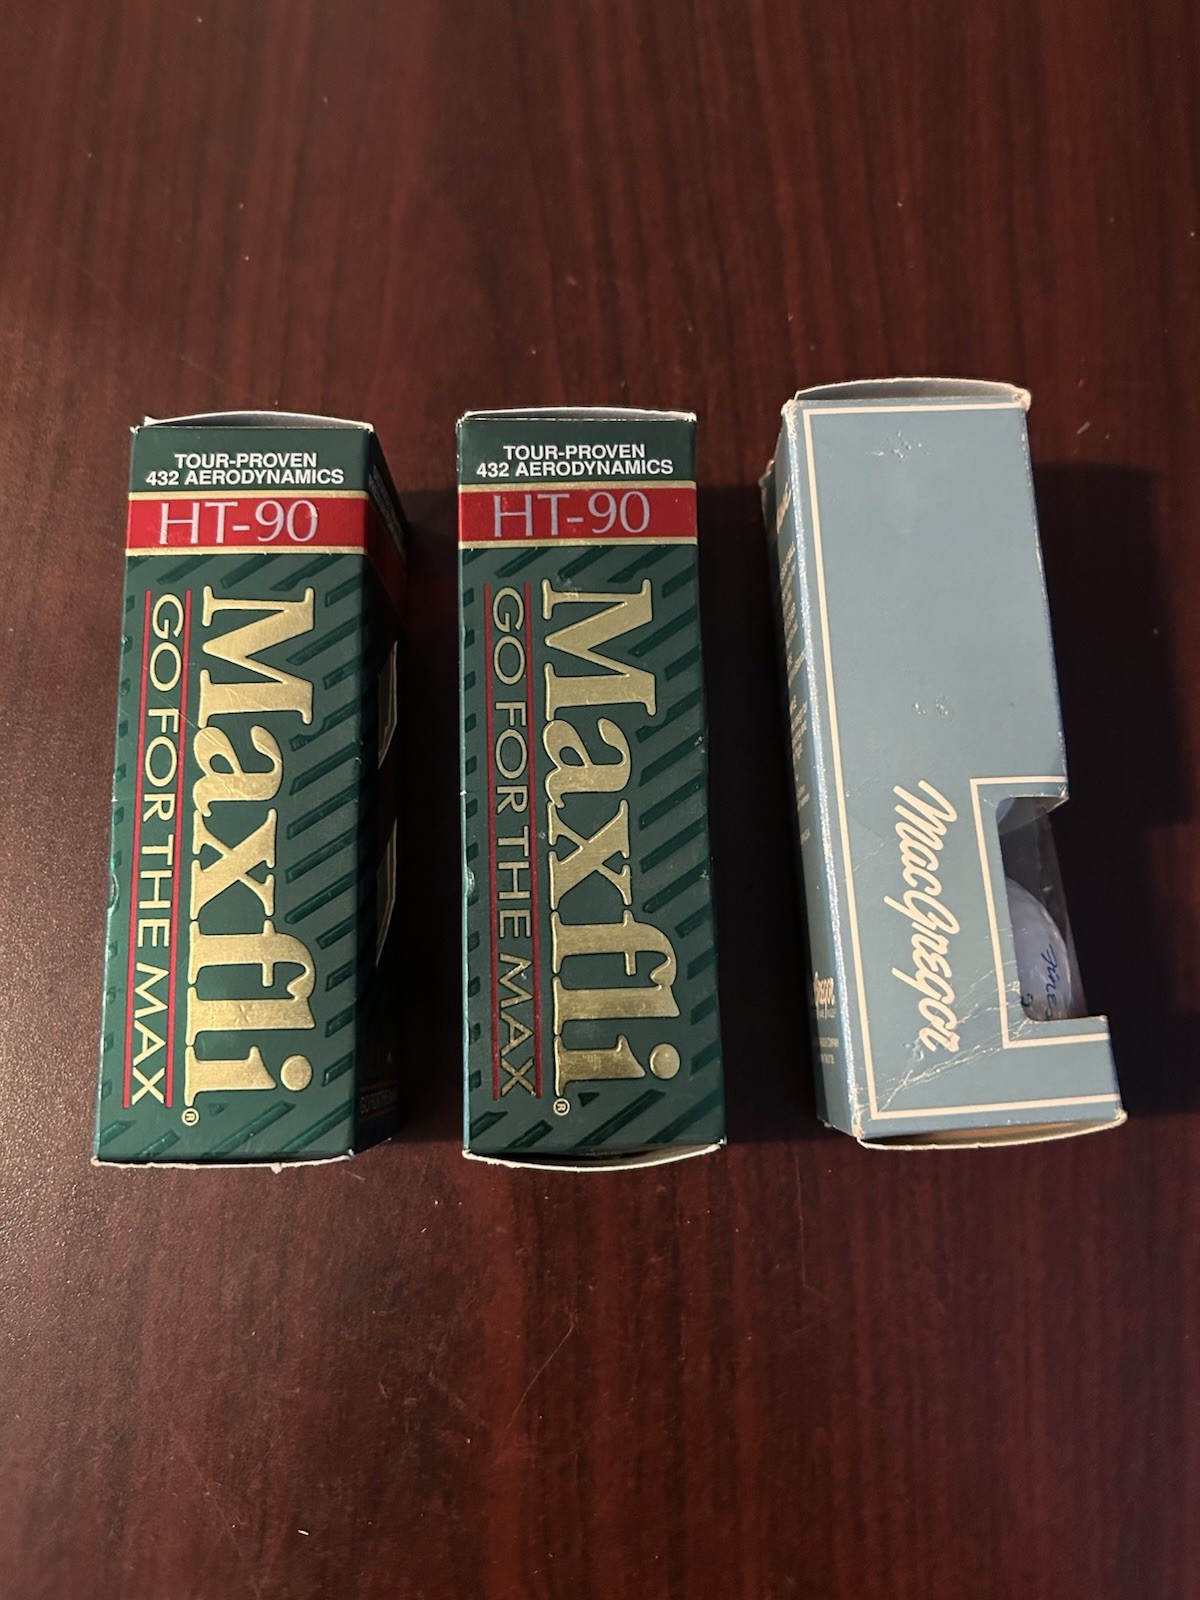 TOUR-PROVEN
432 AERODYNAMICS
HT-90
Maxfli®
GO FOR THE MAX
TOUR-PROVEN
432 AERODYNAMICS
HT-90
Maxfli®
GO FOR THE MAX
MacGregor